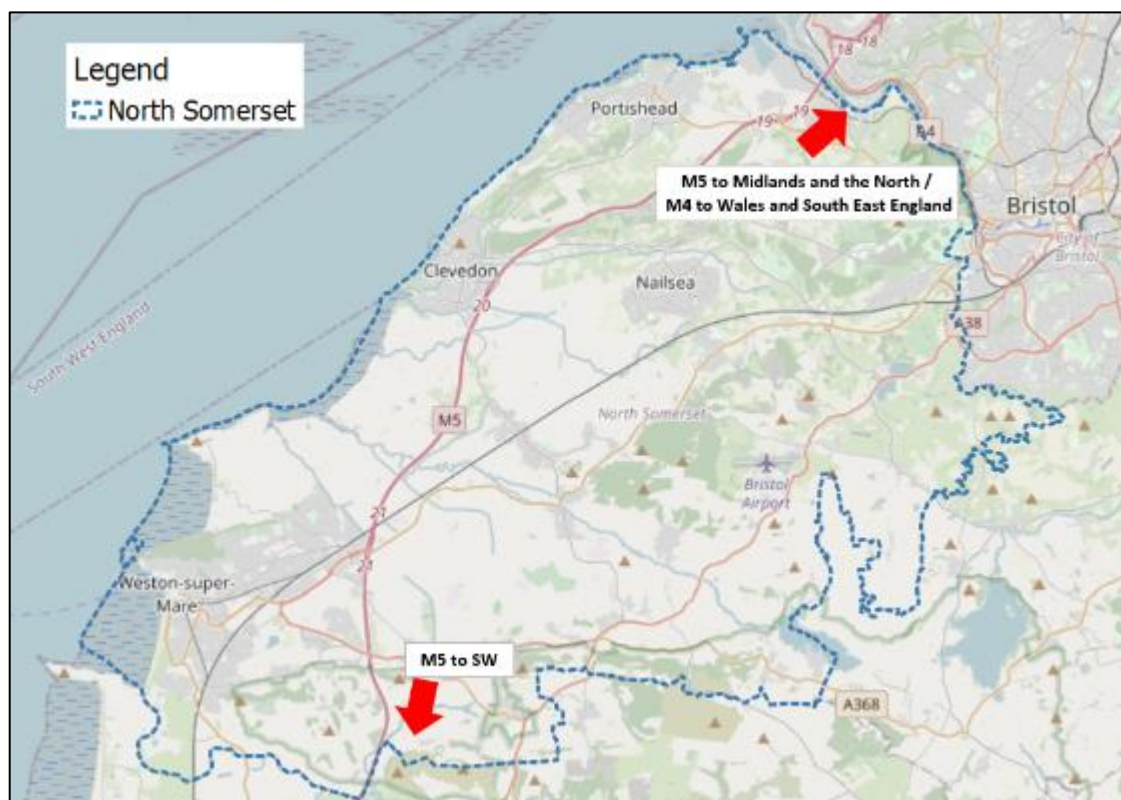 Legend
North Somerset
18
18
Portishead
19
19
A4
M5 to Midlands and the North /
M4 to Wales and South East England
Bristol
City of
Bristol
Clevedon
Nailsea
20
South West England
A38
M5
North Somerset
Bristol
Airport
21
21
Weston-super-
Mare
M5 to SW
A368